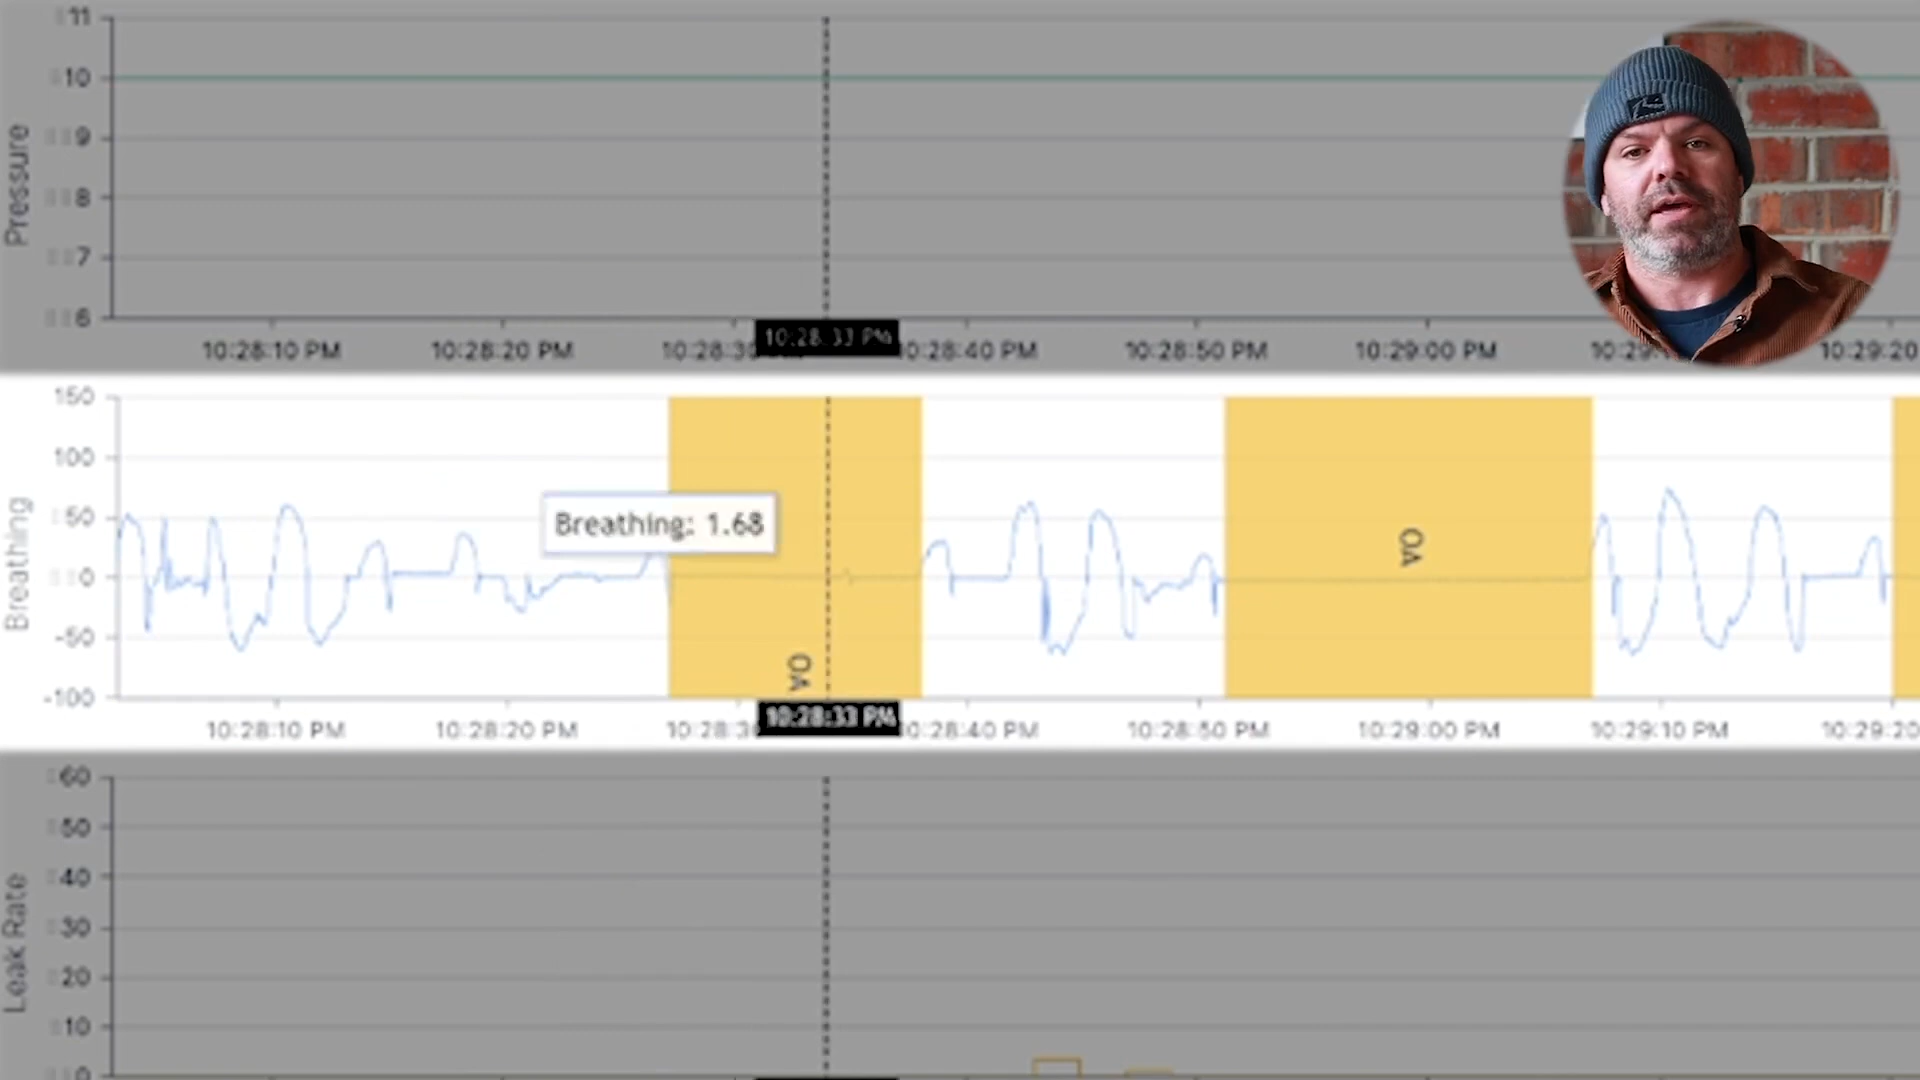 11
10
9
8
7
6
Pressure
10:28:10 PM 10:28:20 PM 10:28:33 PM 10:28:40 PM 10:28:50 PM 10:29:00 PM 10:29:20
150
100
50
0
-50
-100
Breathing
Breathing: 1.68
OA
OA
10:28:10 PM 10:28:20 PM 10:28:33 PM 10:28:40 PM 10:28:50 PM 10:29:00 PM 10:29:10 PM 10:29:20
60
50
40
30
20
10
0
Leak Rate